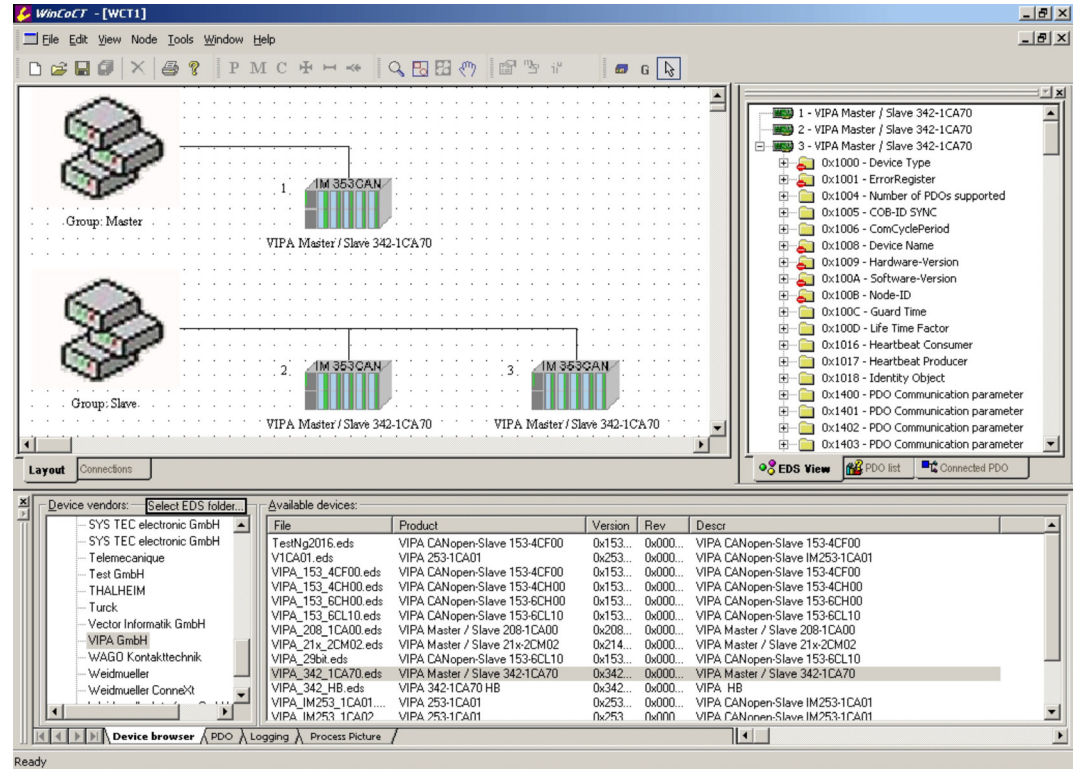 WinCoCT - [WCT1]
File Edit View Node Tools Window Help
P M C G
Group: Master
1
IM 353CAN
VIPA Master / Slave 342-1CA70
Group: Slave
2
IM 353CAN
VIPA Master / Slave 342-1CA70
3
IM 353CAN
VIPA Master / Slave 342-1CA70
Layout Connections
1 - VIPA Master / Slave 342-1CA70
2 - VIPA Master / Slave 342-1CA70
3 - VIPA Master / Slave 342-1CA70
0x1000 - Device Type
0x1001 - ErrorRegister
0x1004 - Number of PDOs supported
0x1005 - COB-ID SYNC
0x1006 - ComCyclePeriod
0x1008 - Device Name
0x1009 - Hardware-Version
0x100A - Software-Version
0x100B - Node-ID
0x100C - Guard Time
0x100D - Life Time Factor
0x1016 - Heartbeat Consumer
0x1017 - Heartbeat Producer
0x1018 - Identity Object
0x1400 - PDO Communication parameter
0x1401 - PDO Communication parameter
0x1402 - PDO Communication parameter
0x1403 - PDO Communication parameter
EDS View PDO list Connected PDO
Device vendors: Select EDS folder...
SYS TEC electronic GmbH
SYS TEC electronic GmbH
Telemecanique
Test GmbH
THALHEIM
Turck
Vector Informatik GmbH
VIPA GmbH
WAGO Kontakttechnik
Weidmueller
Weidmueller ConneXt
Available devices:
File Product Version Rev Descr
TestNg2016.eds VIPA CANopen-Slave 153-4CF00 0x153... 0x000... VIPA CANopen-Slave 153-4CF00
V1CA01.eds VIPA 253-1CA01 0x253... 0x000... VIPA CANopen-Slave IM253-1CA01
VIPA_153_4CF00.eds VIPA CANopen-Slave 153-4CF00 0x153... 0x000... VIPA CANopen-Slave 153-4CF00
VIPA_153_4CH00.eds VIPA CANopen-Slave 153-4CH00 0x153... 0x000... VIPA CANopen-Slave 153-4CH00
VIPA_153_6CH00.eds VIPA CANopen-Slave 153-6CH00 0x153... 0x000... VIPA CANopen-Slave 153-6CH00
VIPA_153_6CL10.eds VIPA CANopen-Slave 153-6CL10 0x153... 0x000... VIPA CANopen-Slave 153-6CL10
VIPA_208_1CA00.eds VIPA Master / Slave 208-1CA00 0x208... 0x000... VIPA Master / Slave 208-1CA00
VIPA_21x_2CM02.eds VIPA Master / Slave 21x-2CM02 0x214... 0x000... VIPA Master / Slave 21x-2CM02
VIPA_29bit.eds VIPA CANopen-Slave 153-6CL10 0x153... 0x000... VIPA CANopen-Slave 153-6CL10
VIPA_342_1CA70.eds VIPA Master / Slave 342-1CA70 0x342... 0x000... VIPA Master / Slave 342-1CA70
VIPA_342_HB.eds VIPA 342-1CA70 HB 0x342... 0x000... VIPA HB
VIPA_IM253_1CA01.... VIPA 253-1CA01 0x253... 0x000... VIPA CANopen-Slave IM253-1CA01
VIPA_IM253_1CA02 VIPA 253-1CA01 0x253 0x000 VIPA CANopen-Slave IM253-1CA01
Device browser PDO Logging Process Picture
Ready